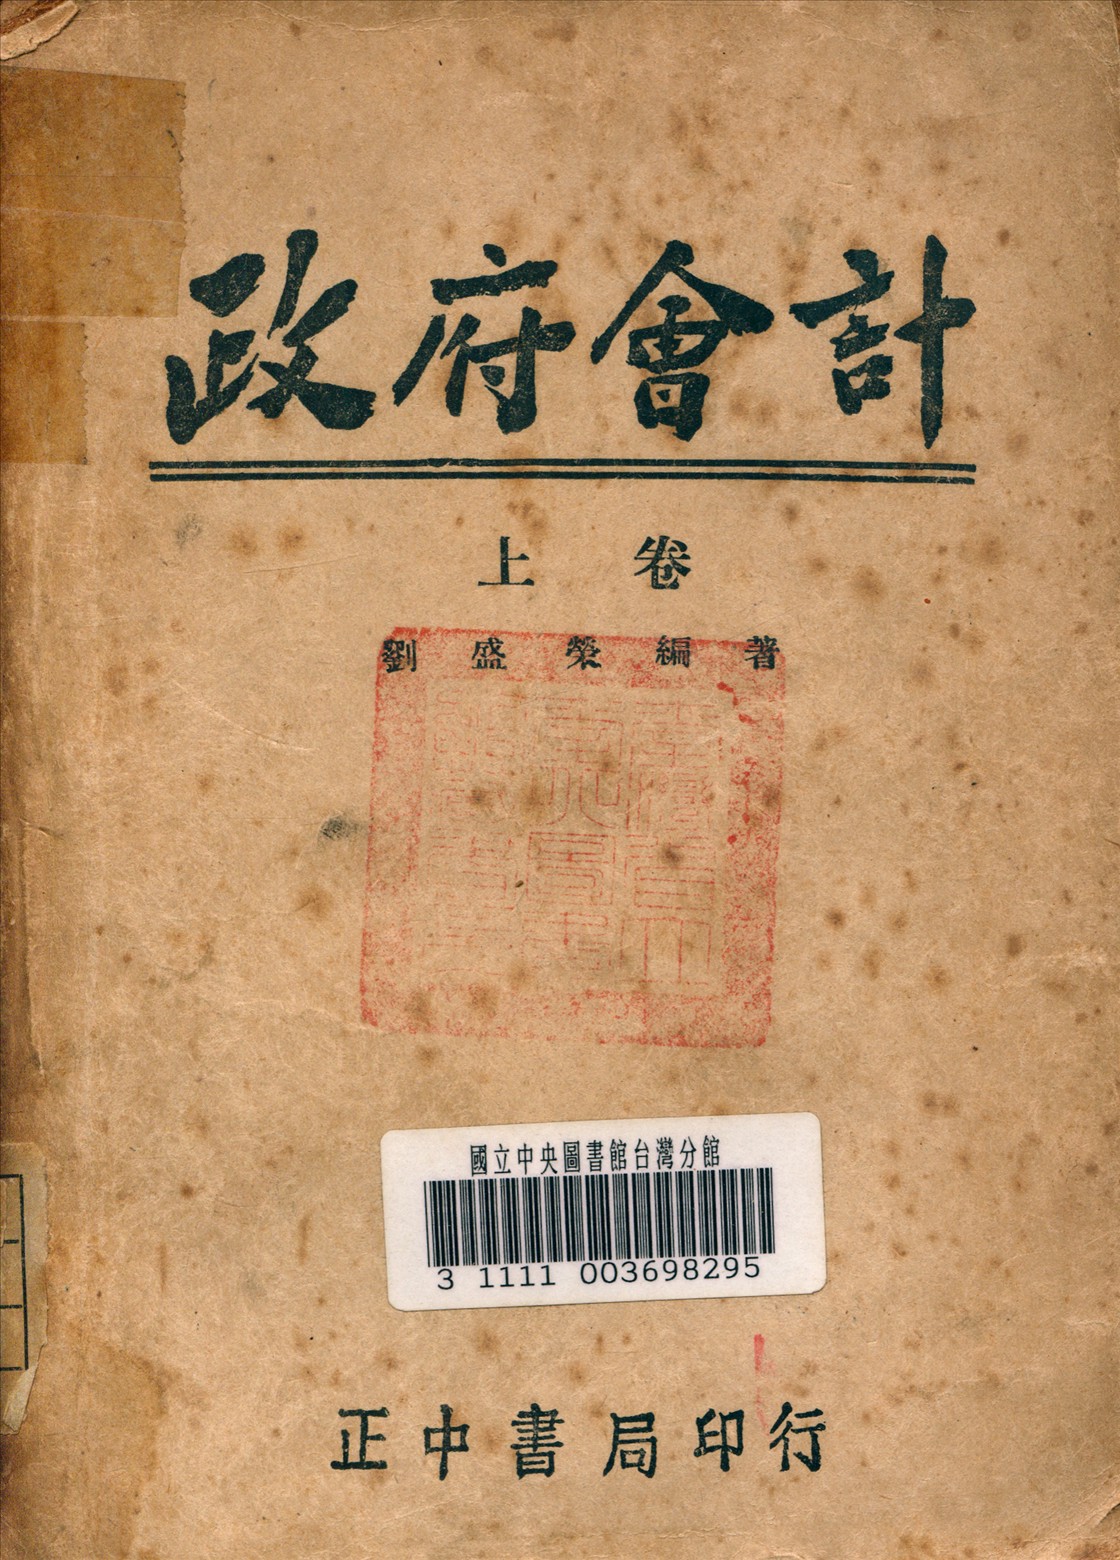 政府會計
上卷
劉盛榮編著
國立中央圖書館台灣分館
3 1111 003698295
正中書局印行